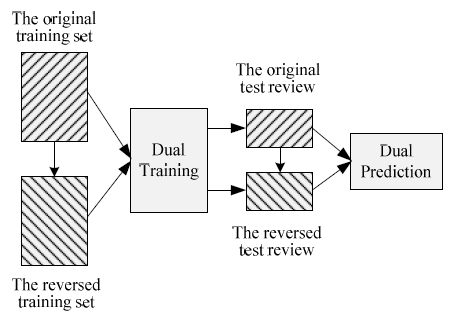 The original
training set
The original
test review
Dual
Training
Dual
Prediction
The reversed
test review
The reversed
training set